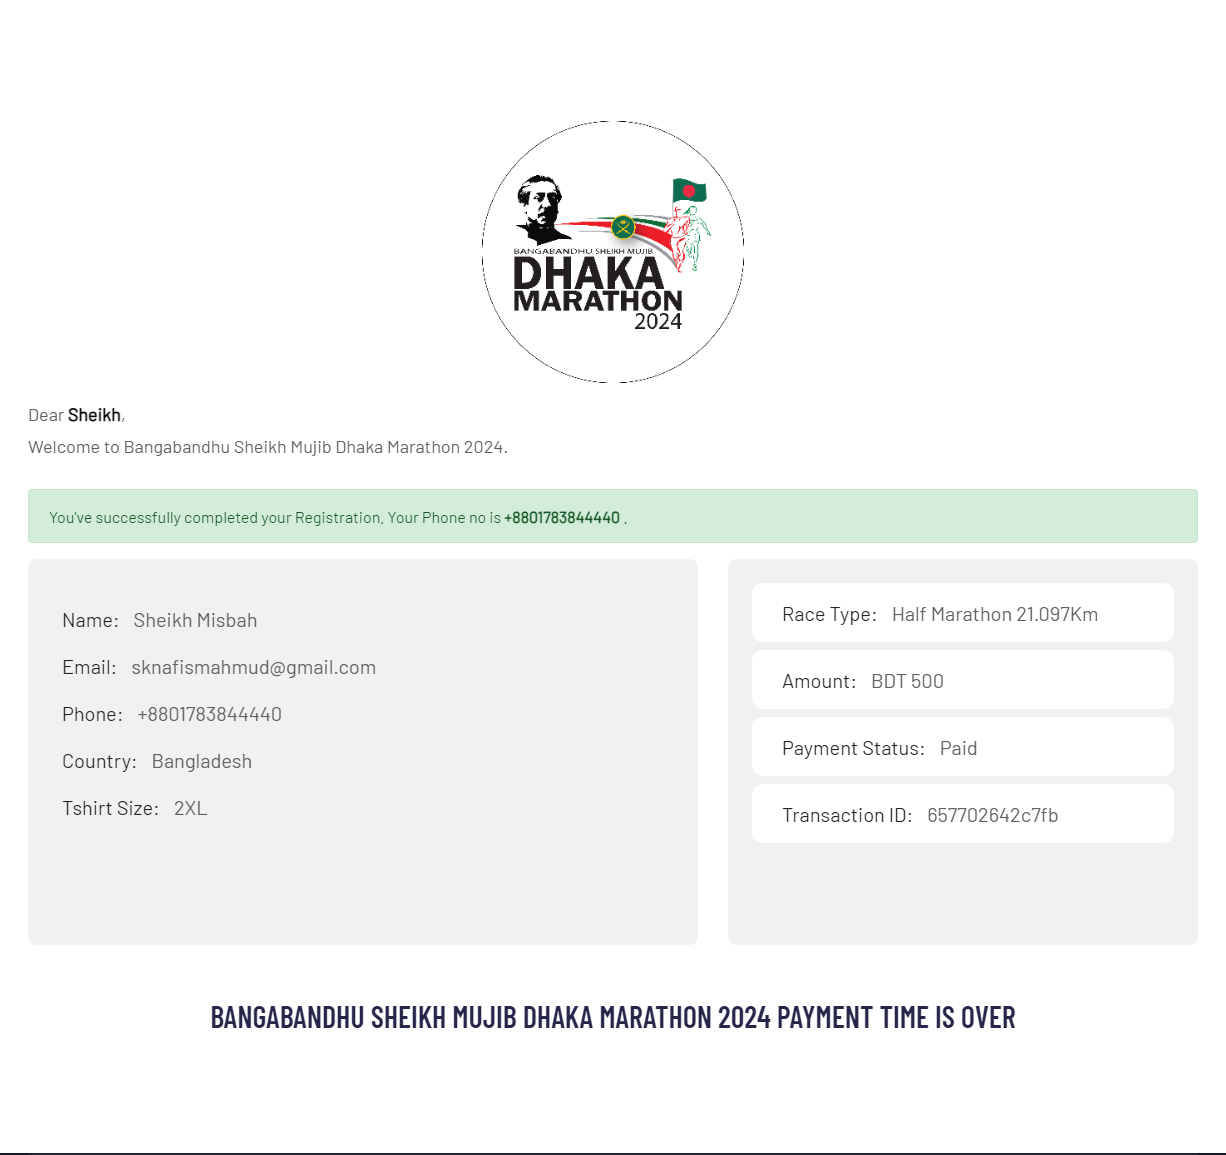 BANGABANDHU SHEIKH MUJIB
DHAKA
MARATHON
2024
Dear Sheikh,
Welcome to Bangabandhu Sheikh Mujib Dhaka Marathon 2024.
You've successfully completed your Registration. Your Phone no is +8801783844440 .
Name: Sheikh Misbah
Email: sknafismahmud@gmail.com
Phone: +8801783844440
Country: Bangladesh
Tshirt Size: 2XL
Race Type: Half Marathon 21.097Km
Amount: BDT 500
Payment Status: Paid
Transaction ID: 657702642c7fb
BANGABANDHU SHEIKH MUJIB DHAKA MARATHON 2024 PAYMENT TIME IS OVER